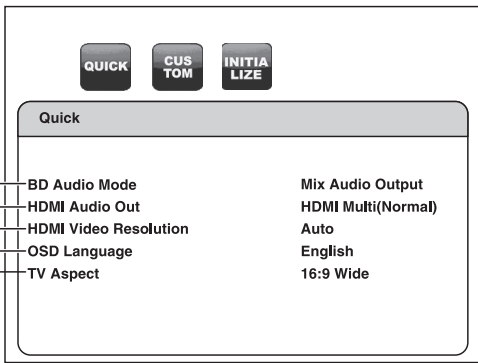 QUICK
CUS
TOM
INITIA
LIZE
Quick
BD Audio Mode Mix Audio Output
HDMI Audio Out HDMI Multi(Normal)
HDMI Video Resolution Auto
OSD Language English
TV Aspect 16:9 Wide